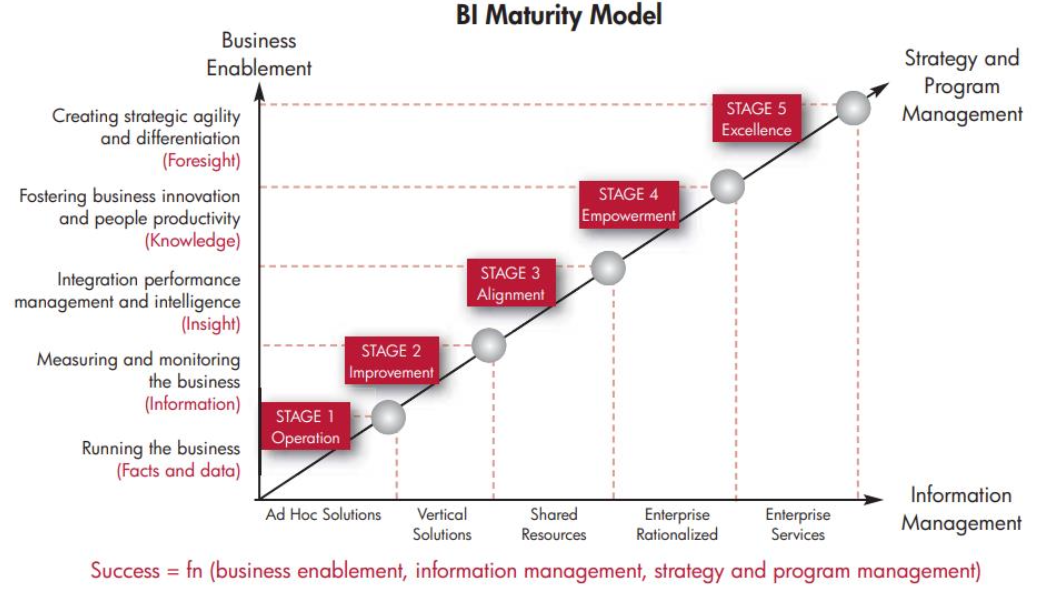 BI Maturity Model
Business
Enablement
Strategy and
Program
Management
Creating strategic agility
and differentiation
(Foresight)
Fostering business innovation
and people productivity
(Knowledge)
Integration performance
management and intelligence
(Insight)
Measuring and monitoring
the business
(Information)
Running the business
(Facts and data)
STAGE 5
Excellence
STAGE 4
Empowerment
STAGE 3
Alignment
STAGE 2
Improvement
STAGE 1
Operation
Ad Hoc Solutions
Vertical
Solutions
Shared
Resources
Enterprise
Rationalized
Enterprise
Services
Information
Management
Success = fn (business enablement, information management, strategy and program management)